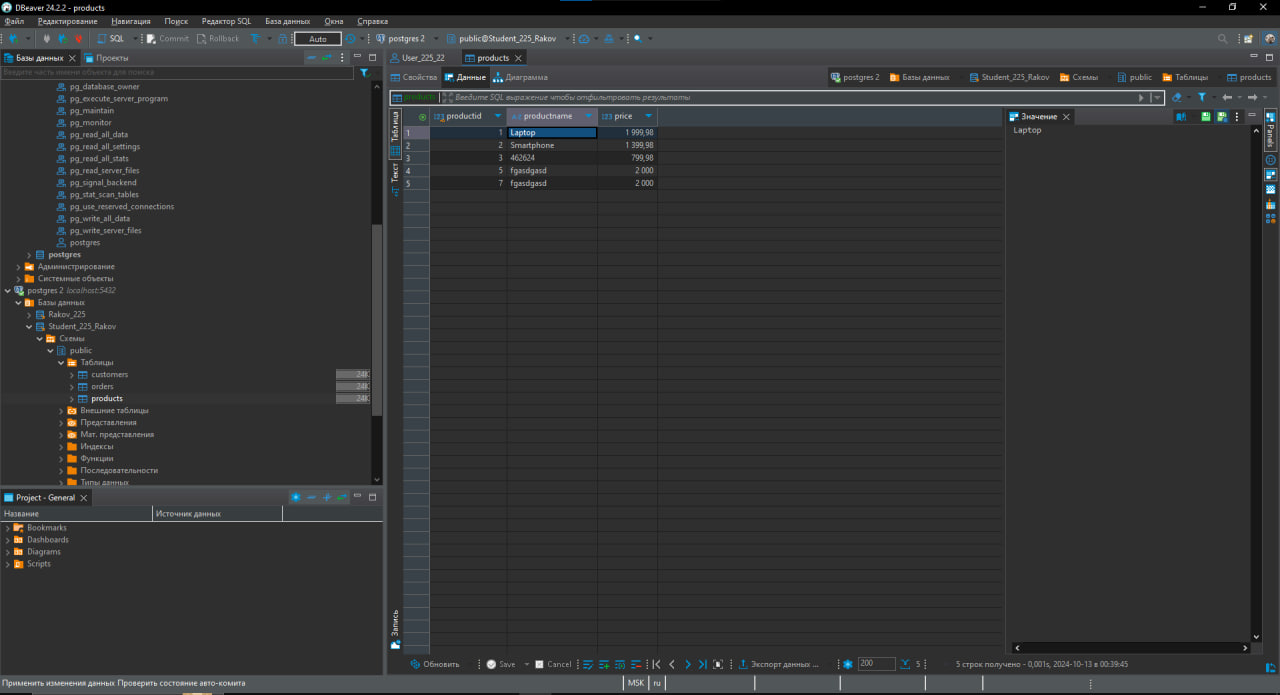 DBeaver 24.2.2 - products
Файл Редактирование Навигация Поиск Редактор SQL База данных Окна Справка
SQL Commit Rollback Auto postgres 2 public@Student_225_Rakov
Базы данных Проекты
Введите часть имени объекта для поиска
pg_database_owner
pg_execute_server_program
pg_maintain
pg_monitor
pg_read_all_data
pg_read_all_settings
pg_read_all_stats
pg_read_server_files
pg_signal_backend
pg_stat_scan_tables
pg_use_reserved_connections
pg_write_all_data
pg_write_server_files
postgres
postgres
Администрирование
Системные объекты
postgres 2 localhost:5432
Базы данных
Rakov_225
Student_225_Rakov
Схемы
public
Таблицы
customers 24K
orders 24K
products 24K
Внешние таблицы
Представления
Мат. представления
Индексы
Функции
Последовательности
Типы данных
Project - General
Название Источник данных
Bookmarks
Dashboards
Diagrams
Scripts
User_225_22 products
Свойства Данные Диаграмма postgres 2 Базы данных Student_225_Rakov Схемы public Таблицы products
products Введите SQL выражение чтобы отфильтровать результаты
Таблица
Текст
Запись
productid productname price
1 1 Laptop 1 999,98
2 2 Smartphone 1 399,98
3 3 462624 799,98
4 5 fgasdgasd 2 000
5 7 fgasdgasd 2 000
Значение
Laptop
Panels
Обновить Save Cancel Экспорт данных ... 200 5 5 строк получено - 0,001s, 2024-10-13 в 00:39:45
Применить изменения данных Проверить состояние авто-комита MSK ru